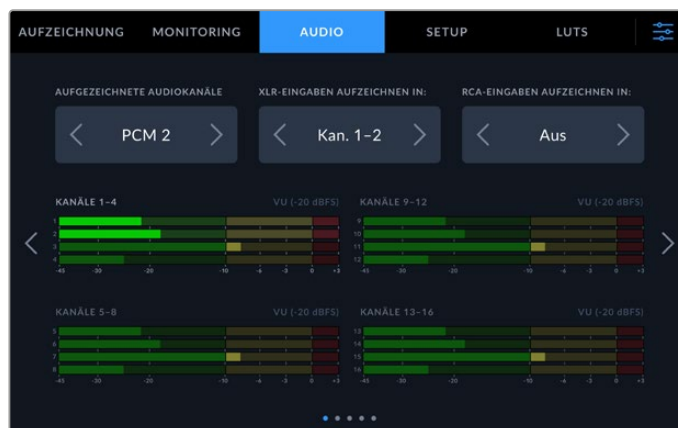 AUFZEICHNUNG MONITORING AUDIO SETUP LUTS
AUFGEZEICHNETE AUDIOKANÄLE XLR-EINGABEN AUFZEICHNEN IN: RCA-EINGABEN AUFZEICHNEN IN:
PCM 2 Kan. 1–2 Aus
KANÄLE 1–4 VU (-20 dBFS) KANÄLE 9–12 VU (-20 dBFS)
1 9
2 10
3 11
4 12
-45 -30 -20 -10 -6 -3 0 +3 -45 -30 -20 -10 -6 -3 0 +3
KANÄLE 5–8 VU (-20 dBFS) KANÄLE 13–16 VU (-20 dBFS)
5 13
6 14
7 15
8 16
-45 -30 -20 -10 -6 -3 0 +3 -45 -30 -20 -10 -6 -3 0 +3